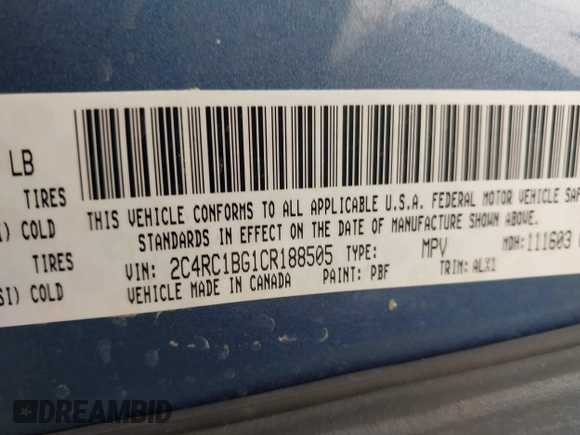 LB
TIRES
I) COLD
TIRES
SI) COLD
THIS VEHICLE CONFORMS TO ALL APPLICABLE U.S.A. FEDERAL MOTOR VEHICLE SAF
STANDARDS IN EFFECT ON THE DATE OF MANUFACTURE SHOWN ABOVE.
VIN: 2C4RC1BG1CR188505 TYPE: MPV MDH: 111603
VEHICLE MADE IN CANADA PAINT: PBF TRIM: ALX1
DREAMBID